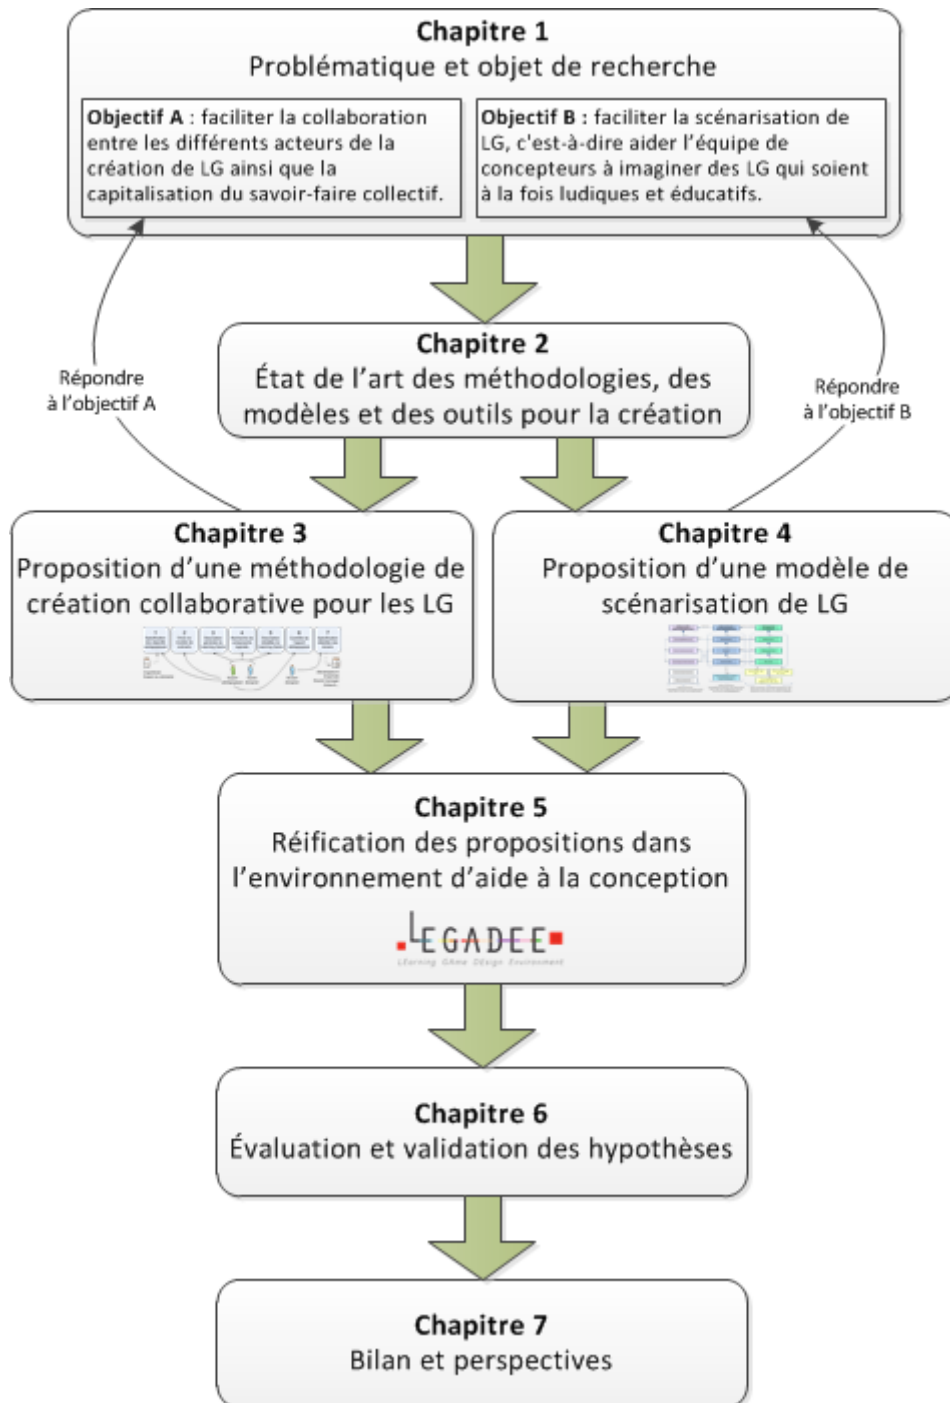 Chapitre 1
Problématique et objet de recherche
Objectif A : faciliter la collaboration
entre les différents acteurs de la
création de LG ainsi que la
capitalisation du savoir-faire collectif.
Objectif B : faciliter la scénarisation de
LG, c'est-à-dire aider l'équipe de
concepteurs à imaginer des LG qui soient
à la fois ludiques et éducatifs.
Chapitre 2
État de l'art des méthodologies, des
modèles et des outils pour la création
Répondre
à l'objectif A
Répondre
à l'objectif B
Chapitre 3
Proposition d'une méthodologie de
création collaborative pour les LG
Chapitre 4
Proposition d'une modèle de
scénarisation de LG
Chapitre 5
Réification des propositions dans
l'environnement d'aide à la conception
LEGADEE
LEarning GAme DEsign Environment
Chapitre 6
Évaluation et validation des hypothèses
Chapitre 7
Bilan et perspectives